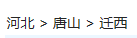 河北 > 唐山 > 迁西